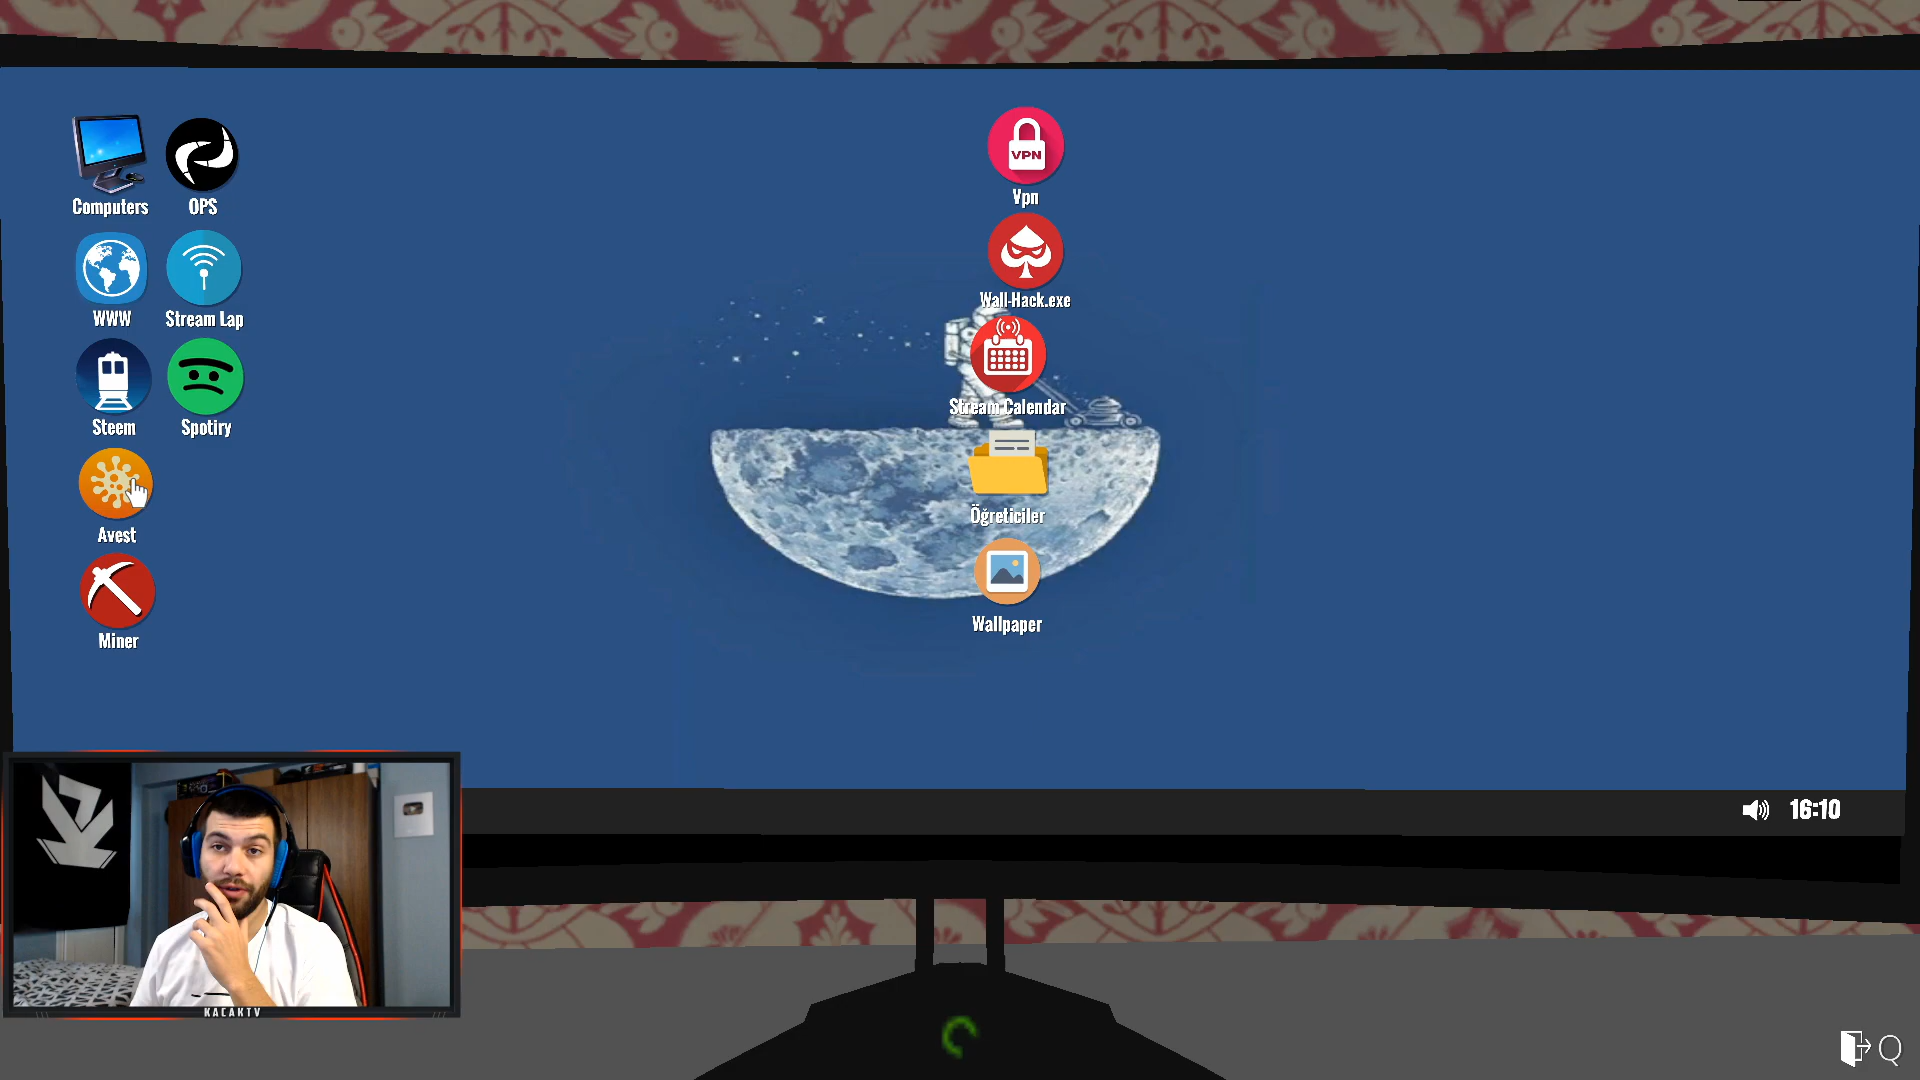 Computers
OPS
WWW
Stream Lap
Steem
Spotiry
Avest
Miner
VPN
Vpn
Wall-Hack.exe
Stream Calendar
Öğreticiler
Wallpaper
16:10
KACAKTV
Q